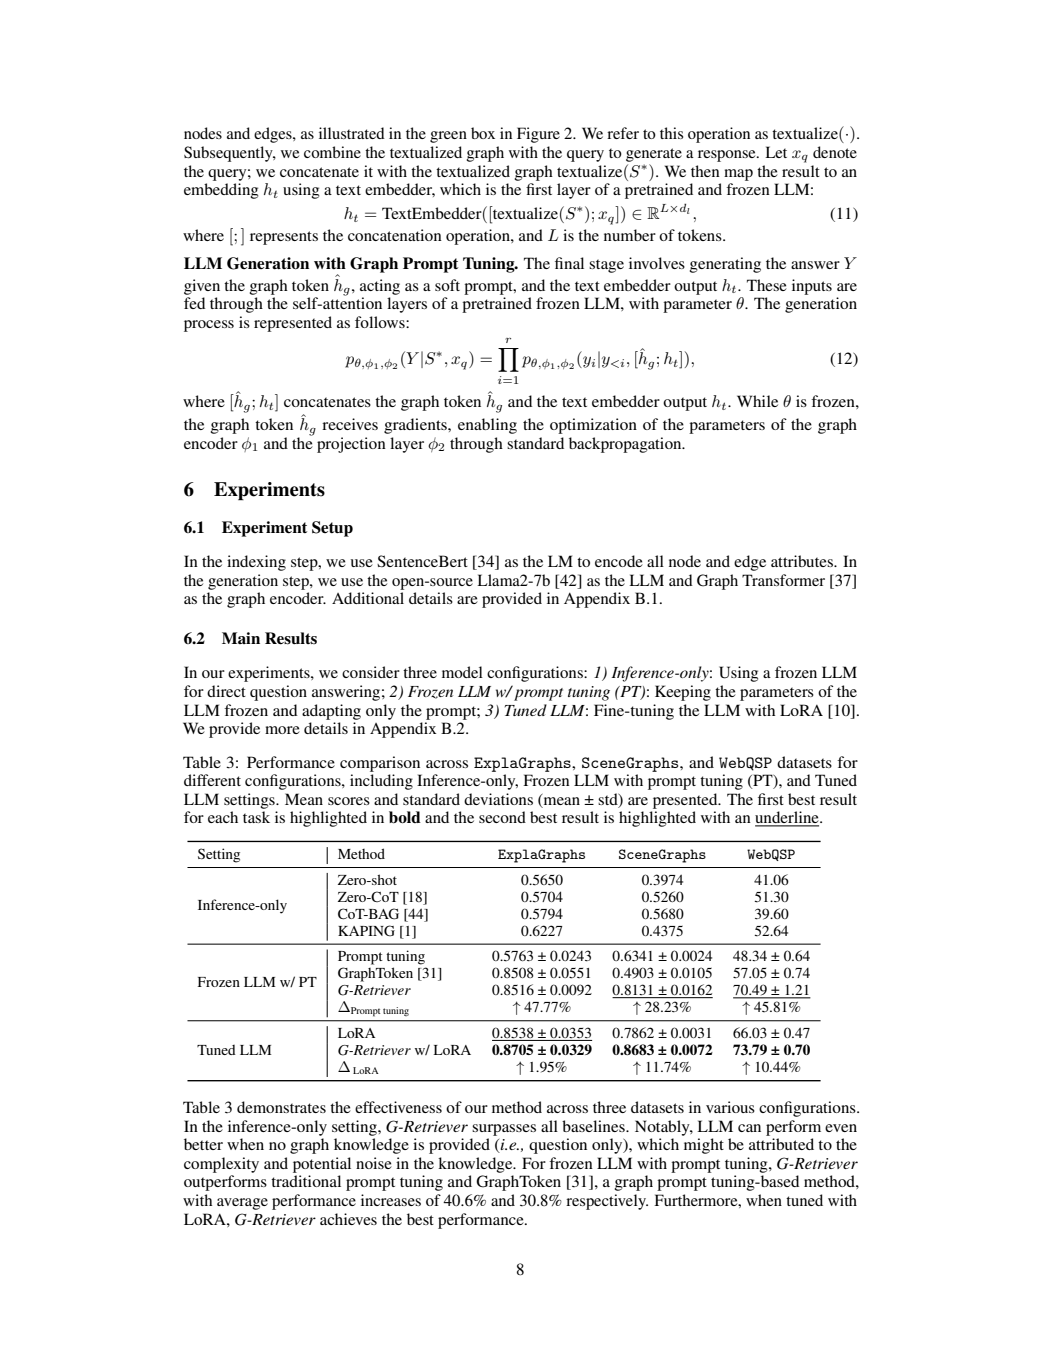 nodes and edges, as illustrated in the green box in Figure 2. We refer to this operation as textualize(·).
Subsequently, we combine the textualized graph with the query to generate a response. Let x_q denote
the query; we concatenate it with the textualized graph textualize(S*). We then map the result to an
embedding h_t using a text embedder, which is the first layer of a pretrained and frozen LLM:
h_t = TextEmbedder([textualize(S*); x_q]) ∈ ℝ^{L×d_l}, (11)
where [; ] represents the concatenation operation, and L is the number of tokens.
LLM Generation with Graph Prompt Tuning. The final stage involves generating the answer Y
given the graph token ĥ_g, acting as a soft prompt, and the text embedder output h_t. These inputs are
fed through the self-attention layers of a pretrained frozen LLM, with parameter θ. The generation
process is represented as follows:
p_{θ,ϕ1,ϕ2}(Y|S*, x_q) = ∏_{i=1}^{r} p_{θ,ϕ1,ϕ2}(y_i|y_{<i}, [ĥ_g; h_t]), (12)
where [ĥ_g; h_t] concatenates the graph token ĥ_g and the text embedder output h_t. While θ is frozen,
the graph token ĥ_g receives gradients, enabling the optimization of the parameters of the graph
encoder ϕ1 and the projection layer ϕ2 through standard backpropagation.
6 Experiments
6.1 Experiment Setup
In the indexing step, we use SentenceBert [34] as the LM to encode all node and edge attributes. In
the generation step, we use the open-source Llama2-7b [42] as the LLM and Graph Transformer [37]
as the graph encoder. Additional details are provided in Appendix B.1.
6.2 Main Results
In our experiments, we consider three model configurations: 1) Inference-only: Using a frozen LLM
for direct question answering; 2) Frozen LLM w/ prompt tuning (PT): Keeping the parameters of the
LLM frozen and adapting only the prompt; 3) Tuned LLM: Fine-tuning the LLM with LoRA [10].
We provide more details in Appendix B.2.
Table 3: Performance comparison across ExplaGraphs, SceneGraphs, and WebQSP datasets for
different configurations, including Inference-only, Frozen LLM with prompt tuning (PT), and Tuned
LLM settings. Mean scores and standard deviations (mean ± std) are presented. The first best result
for each task is highlighted in bold and the second best result is highlighted with an underline.
Setting Method ExplaGraphs SceneGraphs WebQSP
Inference-only
Zero-shot 0.5650 0.3974 41.06
Zero-CoT [18] 0.5704 0.5260 51.30
CoT-BAG [44] 0.5794 0.5680 39.60
KAPING [1] 0.6227 0.4375 52.64
Frozen LLM w/ PT
Prompt tuning 0.5763 ± 0.0243 0.6341 ± 0.0024 48.34 ± 0.64
GraphToken [31] 0.8508 ± 0.0551 0.4903 ± 0.0105 57.05 ± 0.74
G-Retriever 0.8516 ± 0.0092 0.8131 ± 0.0162 70.49 ± 1.21
Δ Prompt tuning ↑ 47.77% ↑ 28.23% ↑ 45.81%
Tuned LLM
LoRA 0.8538 ± 0.0353 0.7862 ± 0.0031 66.03 ± 0.47
G-Retriever w/ LoRA 0.8705 ± 0.0329 0.8683 ± 0.0072 73.79 ± 0.70
Δ LoRA ↑ 1.95% ↑ 11.74% ↑ 10.44%
Table 3 demonstrates the effectiveness of our method across three datasets in various configurations.
In the inference-only setting, G-Retriever surpasses all baselines. Notably, LLM can perform even
better when no graph knowledge is provided (i.e., question only), which might be attributed to the
complexity and potential noise in the knowledge. For frozen LLM with prompt tuning, G-Retriever
outperforms traditional prompt tuning and GraphToken [31], a graph prompt tuning-based method,
with average performance increases of 40.6% and 30.8% respectively. Furthermore, when tuned with
LoRA, G-Retriever achieves the best performance.
8